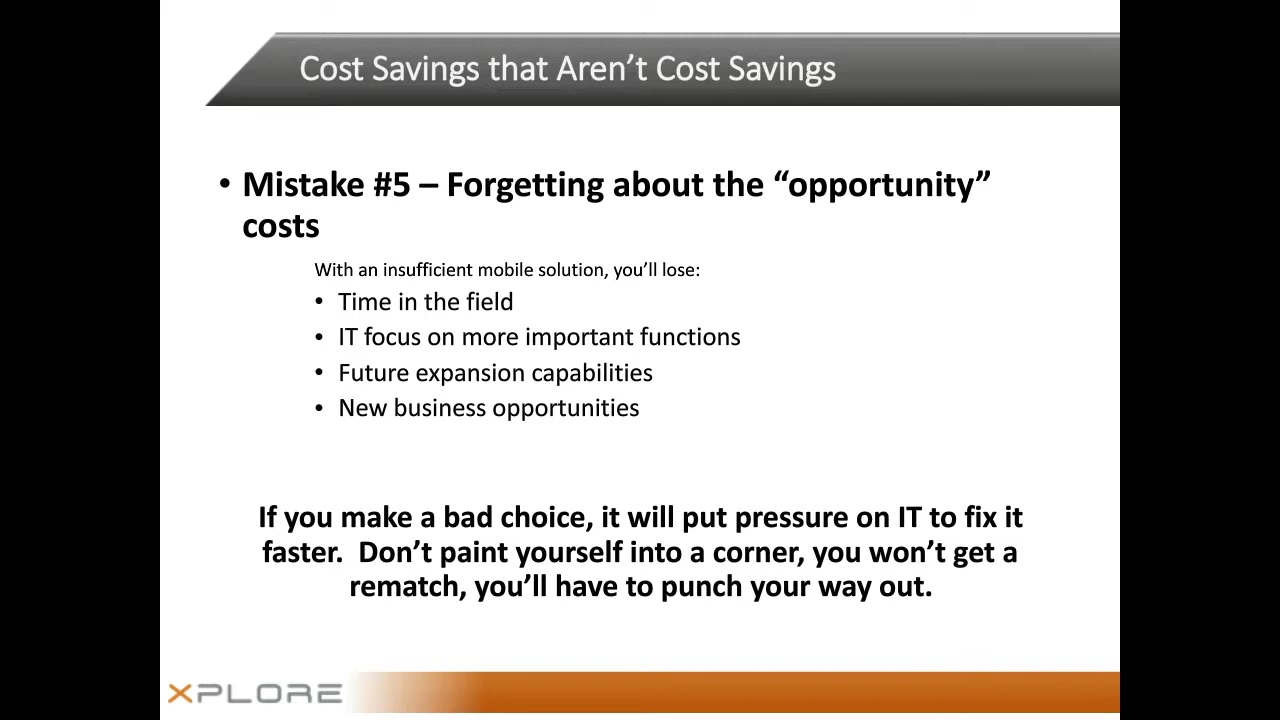 Cost Savings that Aren’t Cost Savings
• Mistake #5 – Forgetting about the “opportunity”
costs
With an insufficient mobile solution, you’ll lose:
• Time in the field
• IT focus on more important functions
• Future expansion capabilities
• New business opportunities
If you make a bad choice, it will put pressure on IT to fix it
faster.  Don’t paint yourself into a corner, you won’t get a
rematch, you’ll have to punch your way out.
XPLORE